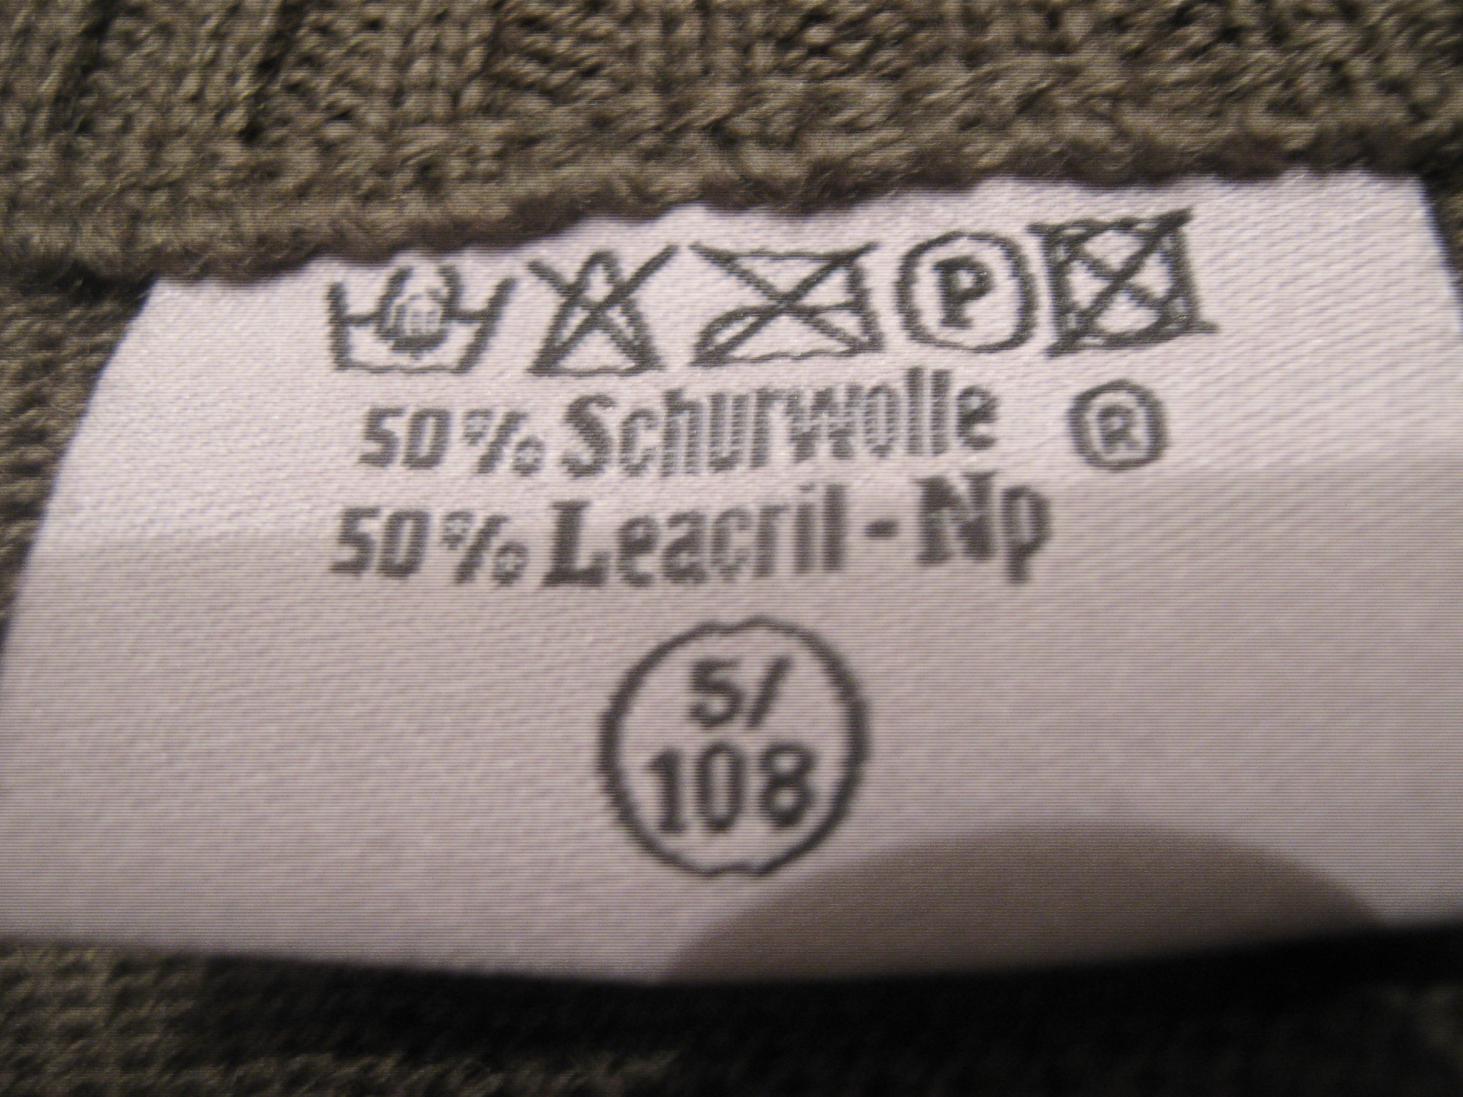 P
50% Schurwolle ®
50% Leacril-Np
5/
108